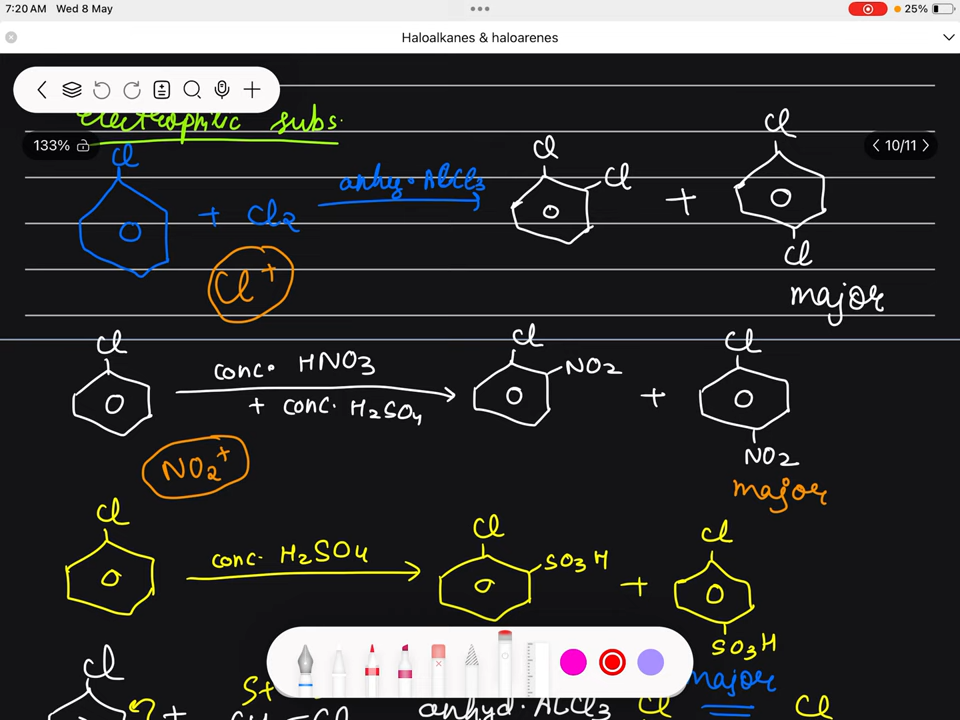 7:20 AM Wed 8 May
25%
Haloalkanes & haloarenes
electrophilic subs.
133%
10/11
Cl
+ Cl2
anhy. AlCl3
Cl
Cl
+
Cl
Cl
major
Cl+
Cl
conc. HNO3
+ conc. H2SO4
Cl
NO2
+
Cl
NO2
major
NO2+
Cl
conc. H2SO4
Cl
SO3H
+
Cl
SO3H
major
Cl
+
anhyd. AlCl3
Cl
Cl